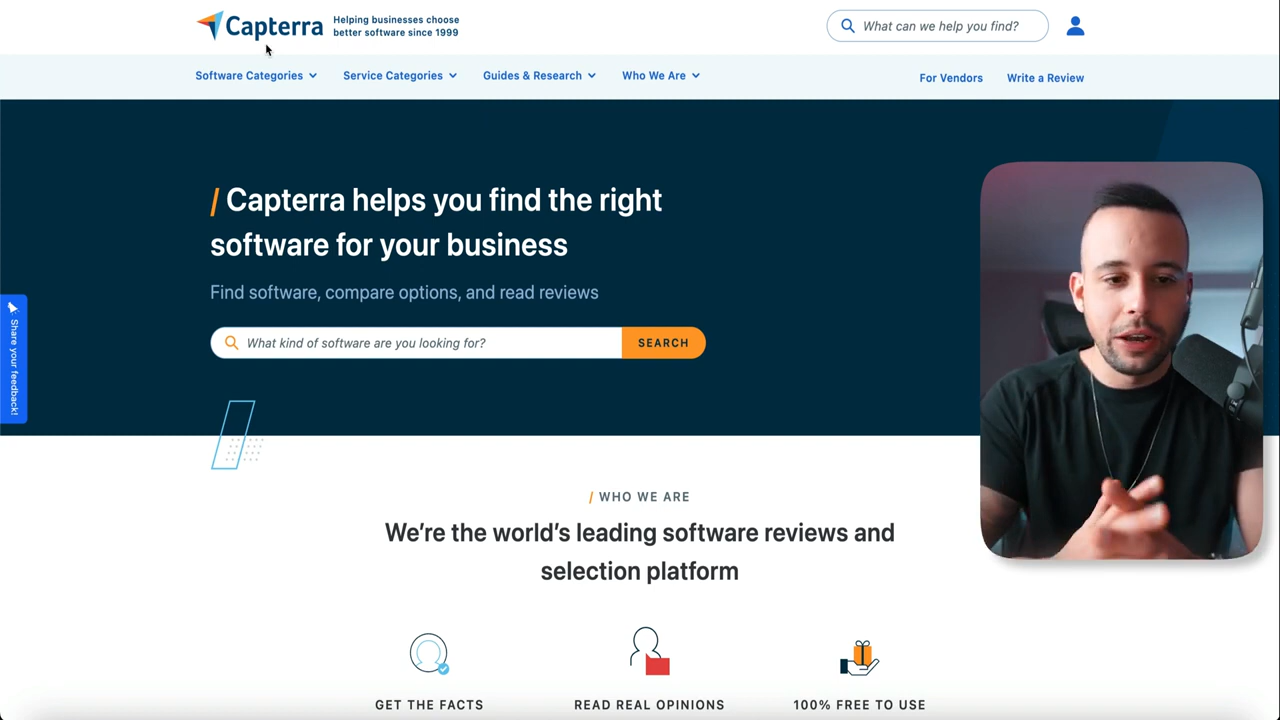 Capterra
Helping businesses choose
better software since 1999
What can we help you find?
Software Categories
Service Categories
Guides & Research
Who We Are
For Vendors
Write a Review
/ Capterra helps you find the right
software for your business
Find software, compare options, and read reviews
What kind of software are you looking for?
SEARCH
Share your feedback!
/ WHO WE ARE
We're the world's leading software reviews and
selection platform
GET THE FACTS
READ REAL OPINIONS
100% FREE TO USE